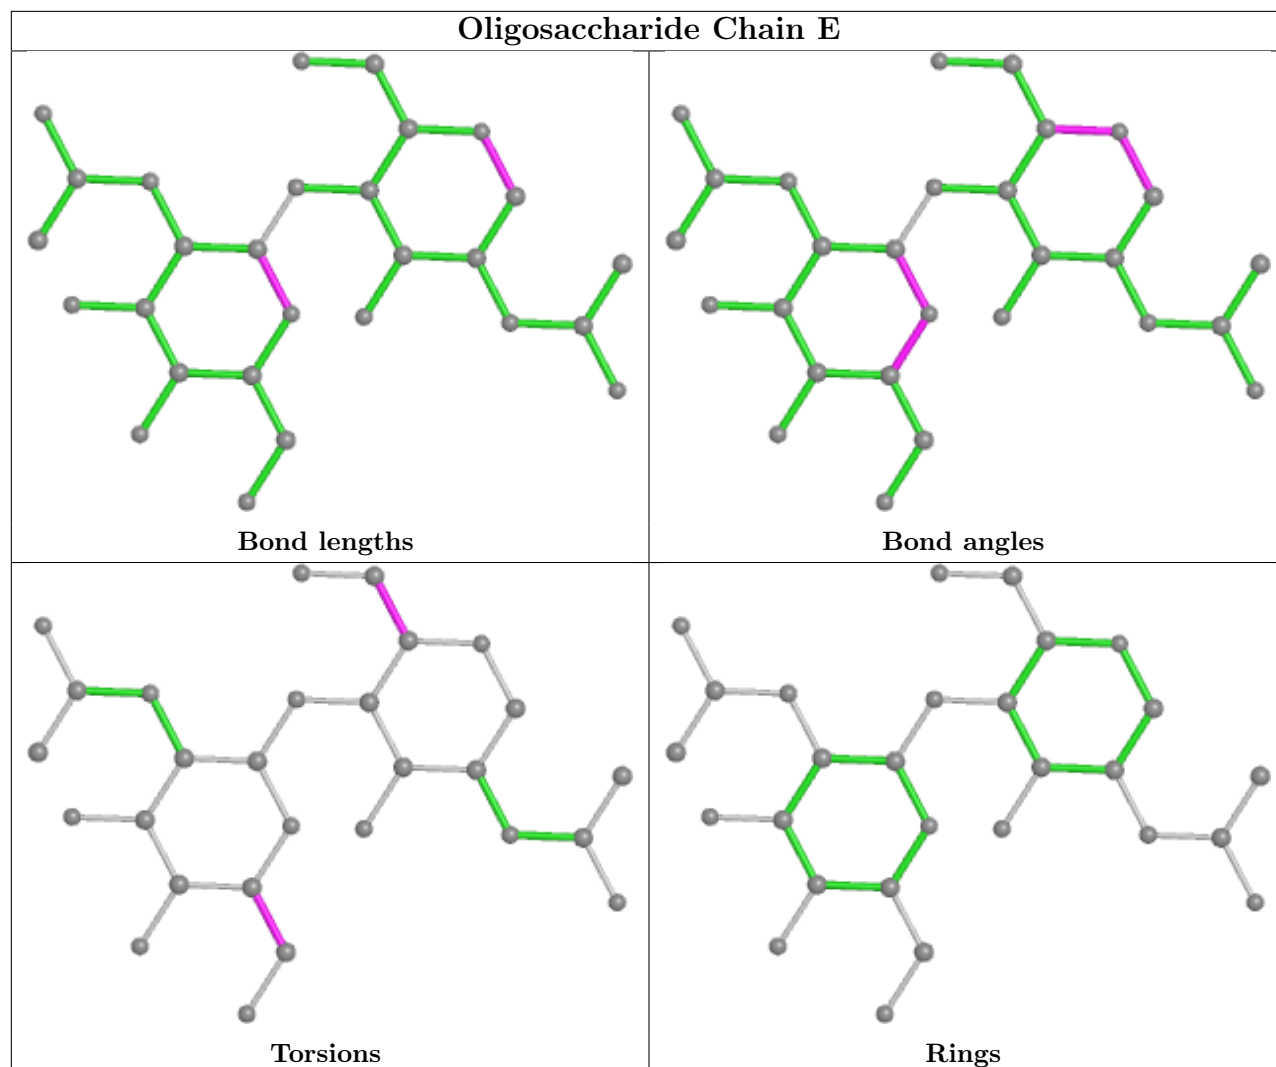 Oligosaccharide Chain E
Bond lengths
Bond angles
Torsions
Rings